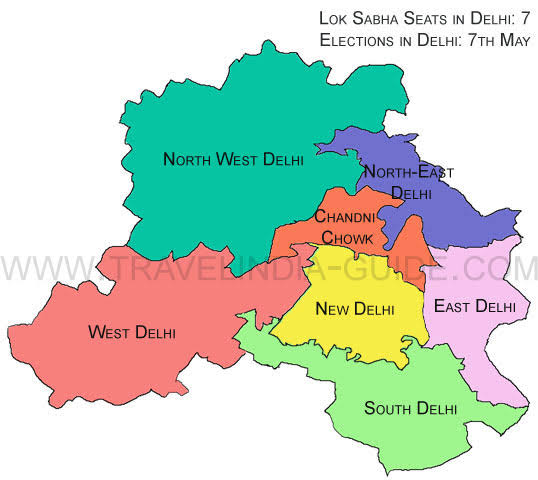 Lok Sabha Seats in Delhi: 7
Elections in Delhi: 7th May
North West Delhi
North-East
Delhi
Chandni
Chowk
WWW.TRAVELINDIA-GUIDE.COM
West Delhi
New Delhi
East Delhi
South Delhi